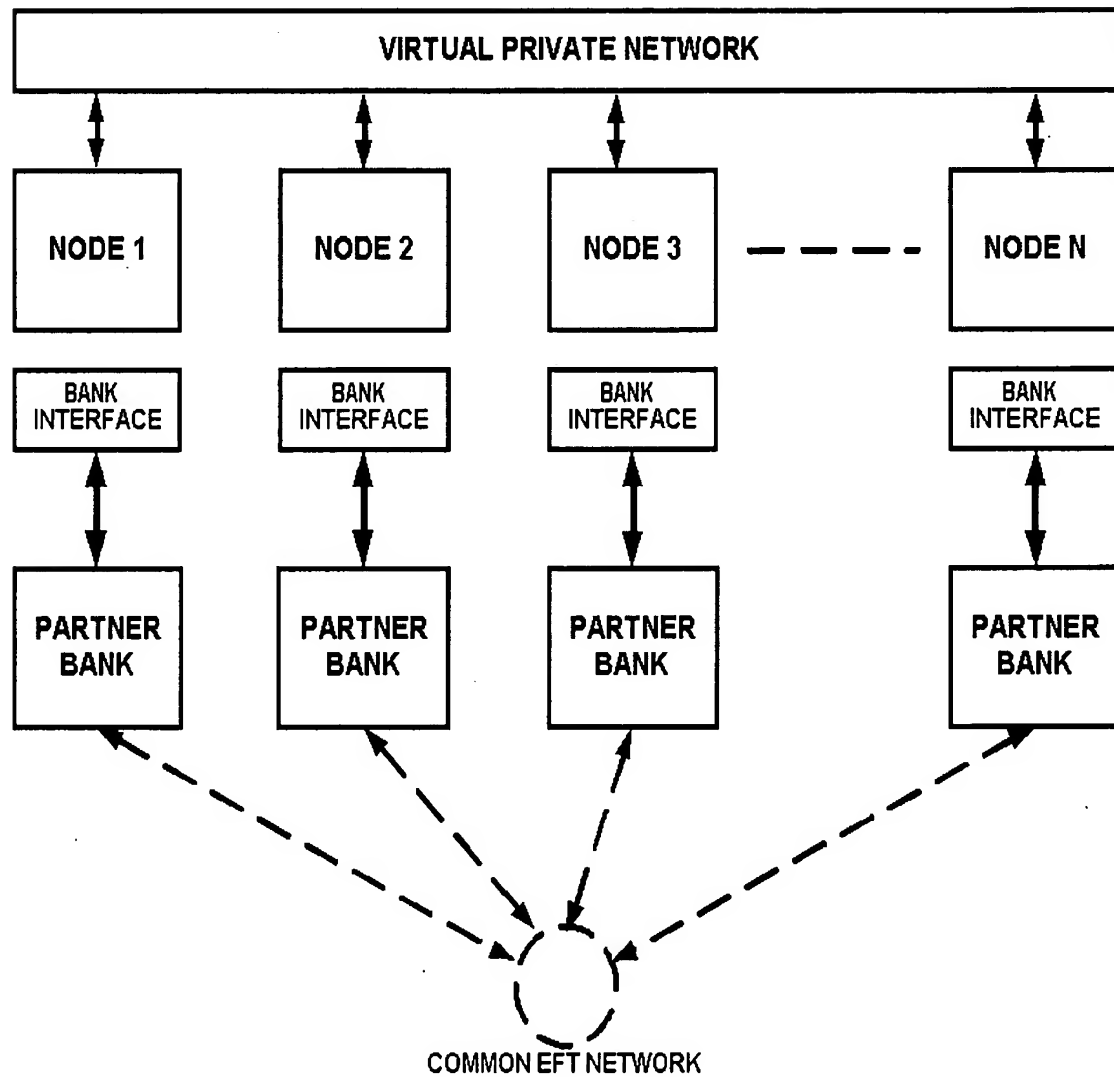 VIRTUAL PRIVATE NETWORK
NODE 1
NODE 2
NODE 3
NODE N
BANK
INTERFACE
BANK
INTERFACE
BANK
INTERFACE
BANK
INTERFACE
PARTNER
BANK
PARTNER
BANK
PARTNER
BANK
PARTNER
BANK
COMMON EFT NETWORK